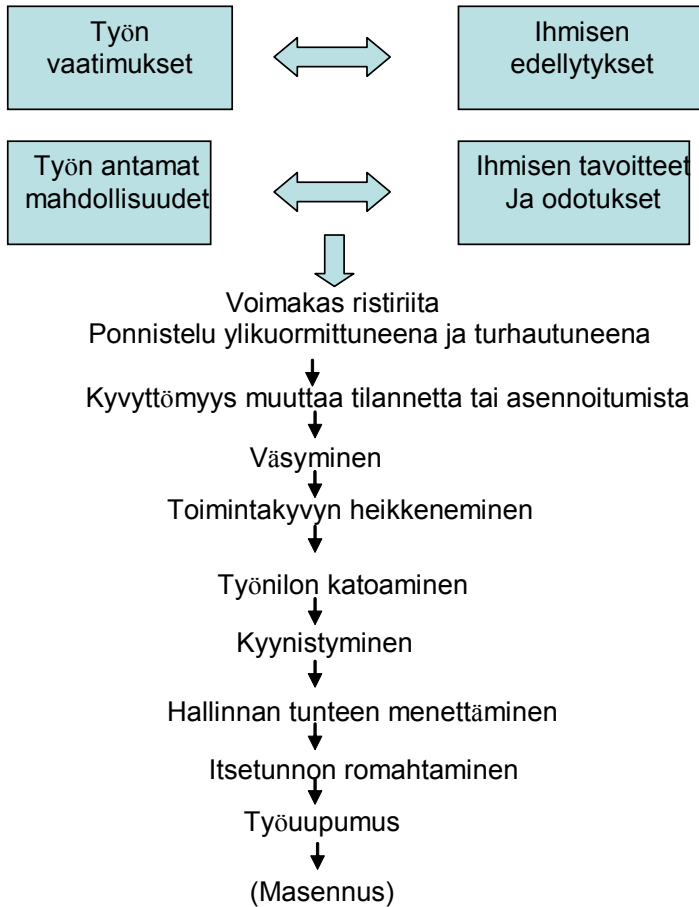 Työn
vaatimukset
Ihmisen
edellytykset
Työn antamat
mahdollisuudet
Ihmisen tavoitteet
Ja odotukset
Voimakas ristiriita
Ponnistelu ylikuormittuneena ja turhautuneena
Kyvyttömyys muuttaa tilannetta tai asennoitumista
Väsyminen
Toimintakyvyn heikkeneminen
Työnilon katoaminen
Kyynistyminen
Hallinnan tunteen menettäminen
Itsetunnon romahtaminen
Työuupumus
(Masennus)